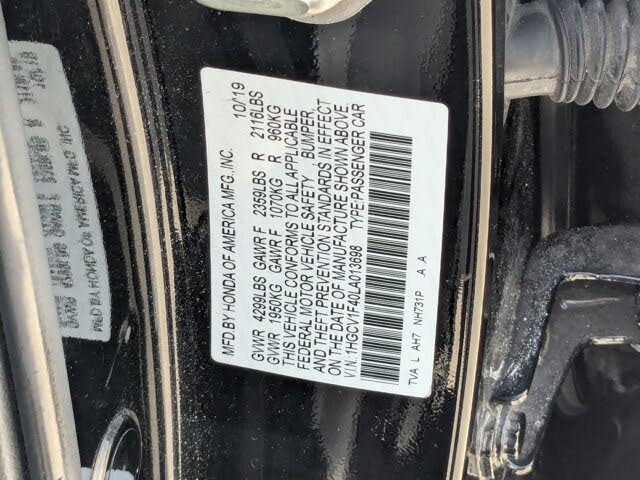 MFD BY HONDA OF AMERICA MFG.,INC. 10/19
GVWR 4299LBS GAWR F 2359LBS R 2116LBS
GVWR 1950KG GAWR F 1070KG R 960KG
THIS VEHICLE CONFORMS TO ALL APPLICABLE
FEDERAL MOTOR VEHICLE SAFETY BUMPER,
AND THEFT PREVENTION STANDARDS, IN EFFECT
ON THE DATE OF MANUFACTURE SHOWN ABOVE.
V.I.N.:1HGCV1F40LA013698 TYPE:PASSENGER CAR
TVA L AH7 NH731P A A